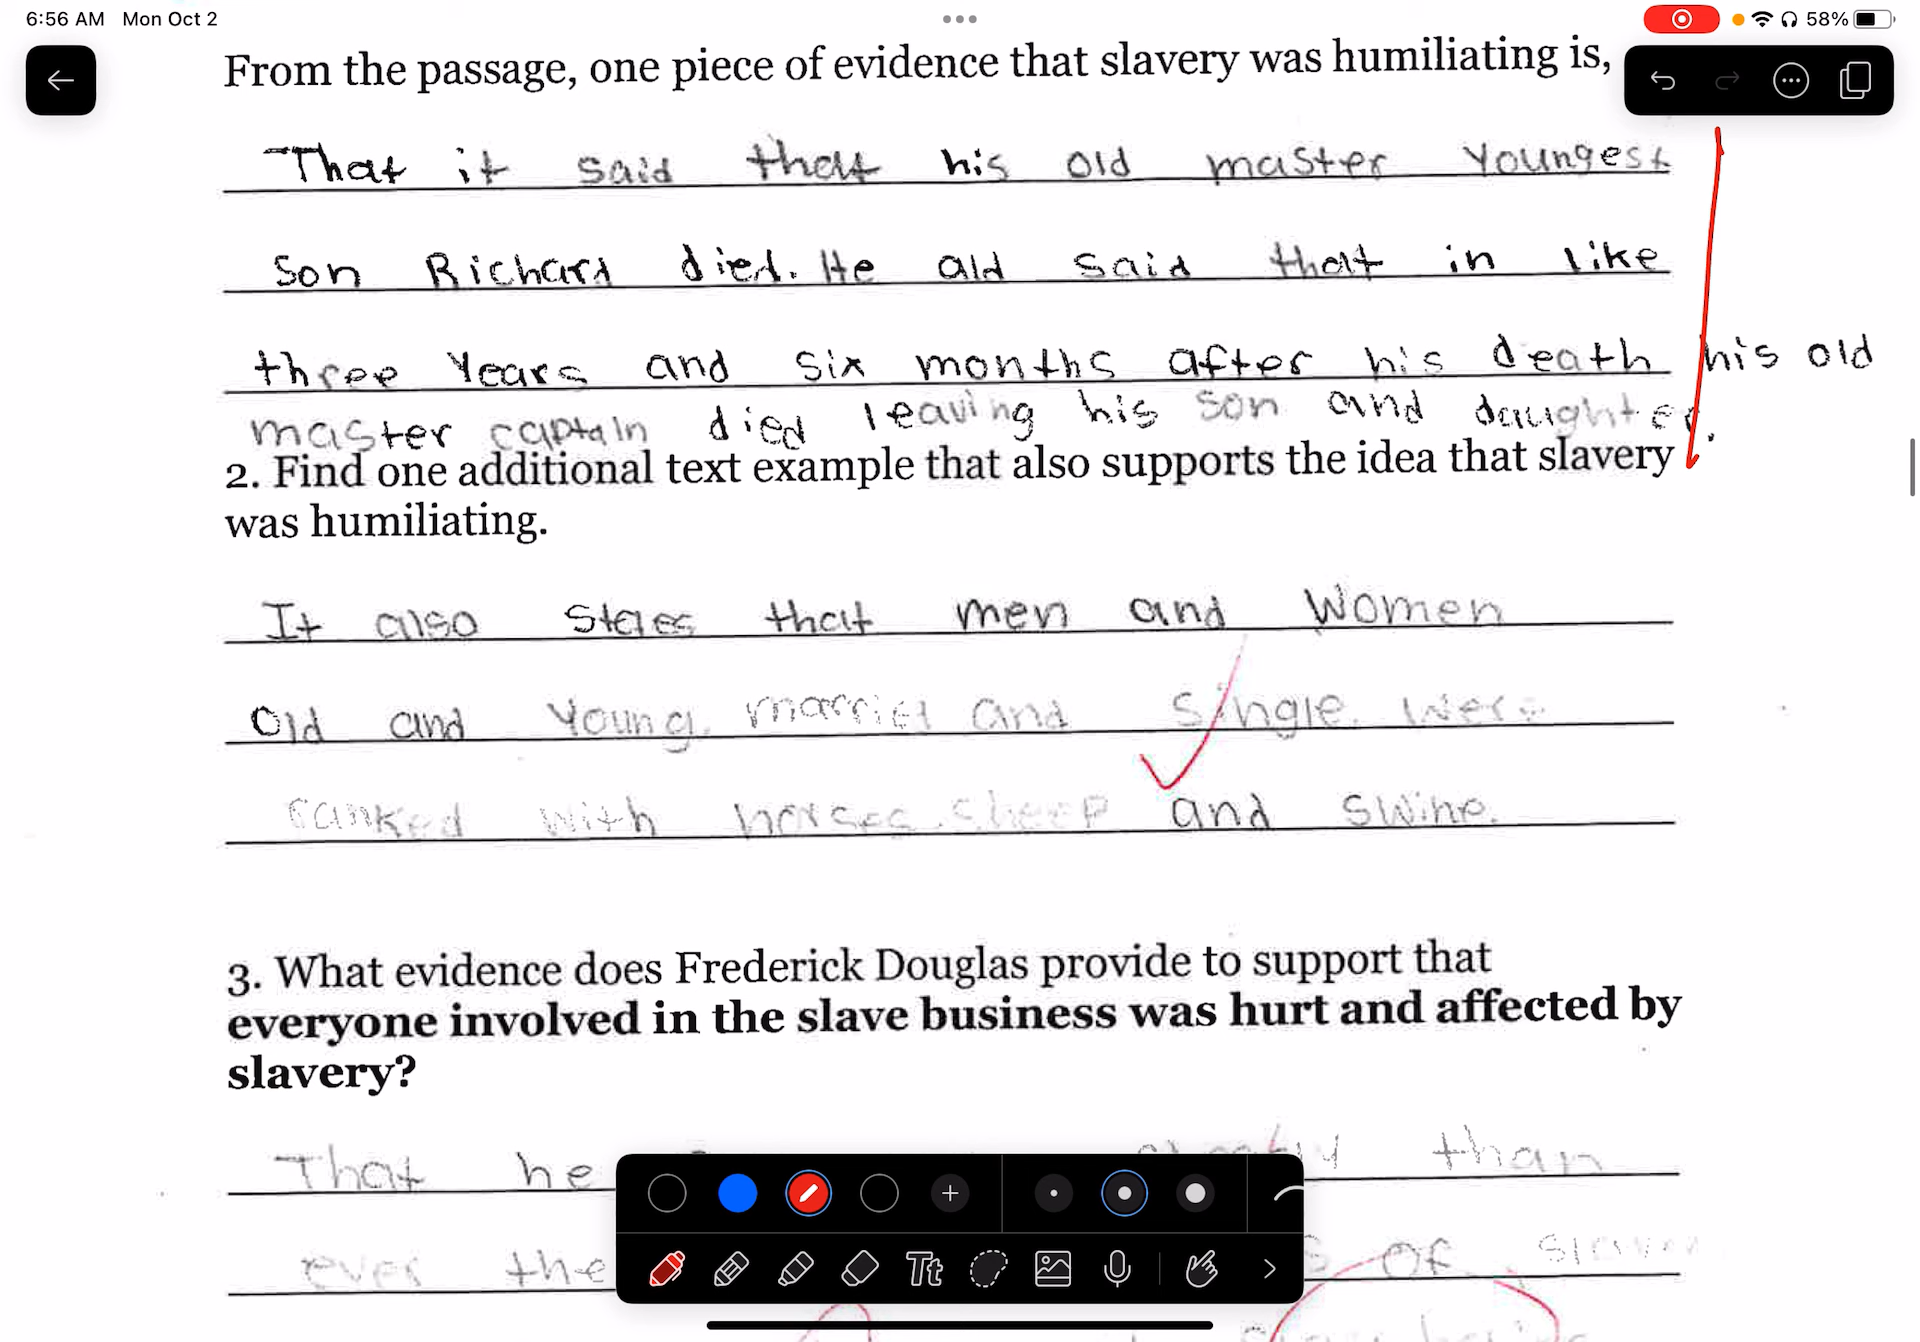 6:56 AM Mon Oct 2
58%
From the passage, one piece of evidence that slavery was humiliating is,
That it said that his old master Youngest
Son Richard died. He ald said that in like
three Years and six months after his death his old
master captain died leaving his son and daughter.
2. Find one additional text example that also supports the idea that slavery
was humiliating.
It also states that men and Women
Old and Young, married and single. Were
ranked with horses. sheep and swine.
3. What evidence does Frederick Douglas provide to support that
everyone involved in the slave business was hurt and affected by
slavery?
That he than
ever the of
Tt